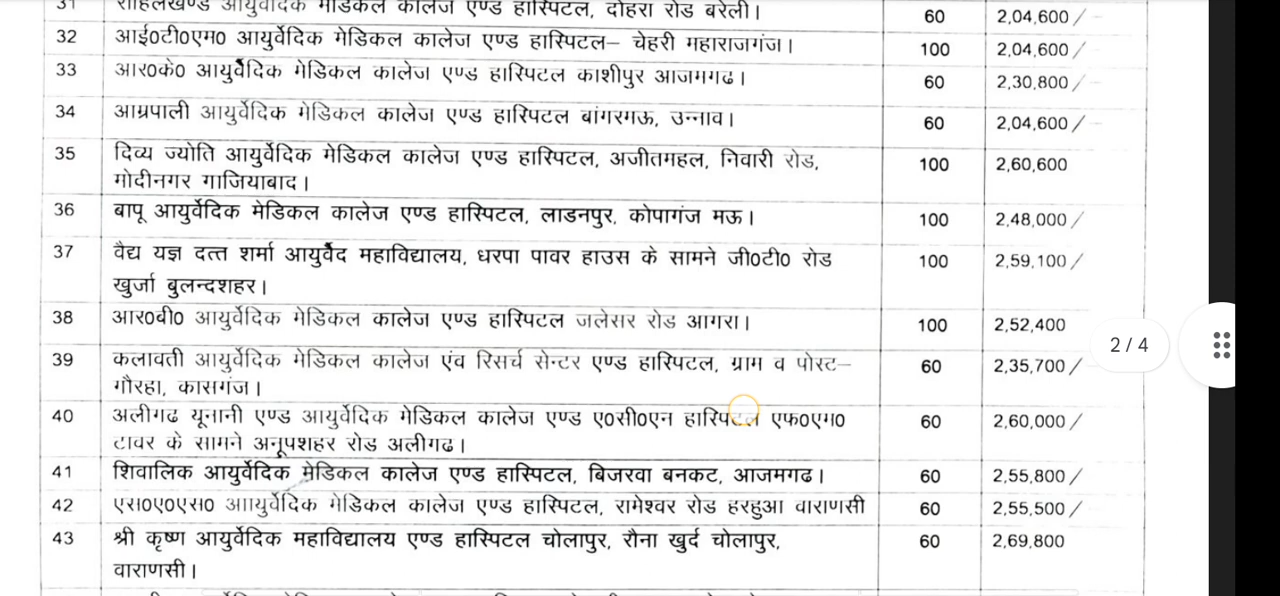 31 रोहिलखण्ड आयुर्वेदिक मेडिकल कालेज एण्ड हास्पिटल, दोहरा रोड बरेली। 60 2,04,600/-
32 आई0टी0एम0 आयुर्वेदिक मेडिकल कालेज एण्ड हास्पिटल– चेहरी महाराजगंज। 100 2,04,600/-
33 आर0के0 आयुर्वेदिक मेडिकल कालेज एण्ड हास्पिटल काशीपुर आजमगढ। 60 2,30,800/
34 आम्रपाली आयुर्वेदिक मेडिकल कालेज एण्ड हास्पिटल बांगरमऊ, उन्नाव। 60 2,04,600/-
35 दिव्य ज्योति आयुर्वेदिक मेडिकल कालेज एण्ड हास्पिटल, अजीतमहल, निवारी रोड, 100 2,60,600
मोदीनगर गाजियाबाद।
36 बापू आयुर्वेदिक मेडिकल कालेज एण्ड हास्पिटल, लाडनपुर, कोपागंज मऊ। 100 2,48,000/
37 वैद्य यज्ञ दत्त शर्मा आयुर्वेद महाविद्यालय, धरपा पावर हाउस के सामने जी0टी0 रोड 100 2,59,100/
खुर्जा बुलन्दशहर।
38 आर0बी0 आयुर्वेदिक मेडिकल कालेज एण्ड हास्पिटल जलेसर रोड आगरा। 100 2,52,400
2 / 4
39 कलावती आयुर्वेदिक मेडिकल कालेज एंव रिसर्च सेन्टर एण्ड हास्पिटल, ग्राम व पोस्ट– 60 2,35,700/
गौरहा, कासगंज।
40 अलीगढ यूनानी एण्ड आयुर्वेदिक मेडिकल कालेज एण्ड ए0सी0एन हास्पिटल एफ0एम0 60 2,60,000/
टावर के सामने अनूपशहर रोड अलीगढ।
41 शिवालिक आयुर्वेदिक मेडिकल कालेज एण्ड हास्पिटल, बिजरवा बनकट, आजमगढ। 60 2,55,800/
42 एस0ए0एस0 आायुर्वेदिक मेडिकल कालेज एण्ड हास्पिटल, रामेश्वर रोड हरहुआ वाराणसी 60 2,55,500/
43 श्री कृष्ण आयुर्वेदिक महाविद्यालय एण्ड हास्पिटल चोलापुर, रौना खुर्द चोलापुर, 60 2,69,800
वाराणसी।